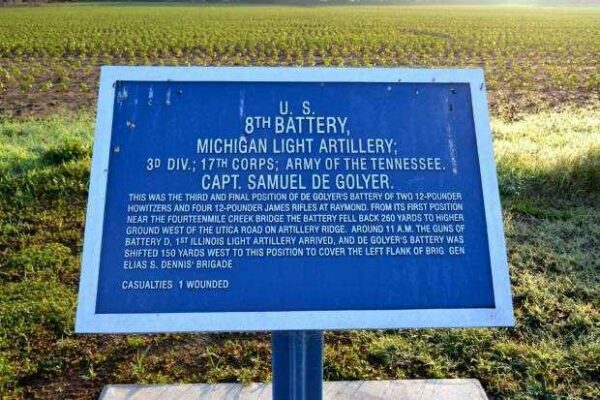 U. S.
8TH BATTERY,
MICHIGAN LIGHT ARTILLERY;
3D DIV.; 17TH CORPS; ARMY OF THE TENNESSEE.
CAPT. SAMUEL DE GOLYER.
THIS WAS THE THIRD AND FINAL POSITION OF DE GOLYER'S BATTERY OF TWO 12-POUNDER
HOWITZERS AND FOUR 12-POUNDER JAMES RIFLES AT RAYMOND. FROM ITS FIRST POSITION
NEAR THE FOURTEENMILE CREEK BRIDGE THE BATTERY FELL BACK 260 YARDS TO HIGHER
GROUND WEST OF THE UTICA ROAD ON ARTILLERY RIDGE. AROUND 11 A.M. THE GUNS OF
BATTERY D, 1ST ILLINOIS LIGHT ARTILLERY ARRIVED, AND DE GOLYER'S BATTERY WAS
SHIFTED 150 YARDS WEST TO THIS POSITION TO COVER THE LEFT FLANK OF BRIG. GEN
ELIAS S. DENNIS' BRIGADE
CASUALTIES 1 WOUNDED